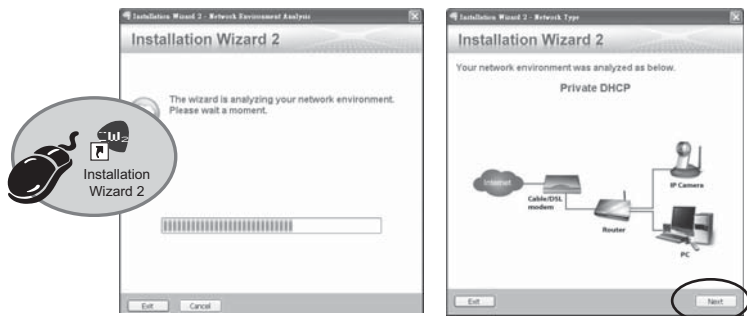 Installation Wizard 2 - Network Environment Analysis
Installation Wizard 2
The wizard is analyzing your network environment.
Please wait a moment.
IW2
Installation
Wizard 2
Exit
Cancel
Installation Wizard 2 - Network Type
Installation Wizard 2
Your network environment was analyzed as below.
Private DHCP
Internet
Cable/DSL
modem
Router
IP Camera
PC
Exit
Next